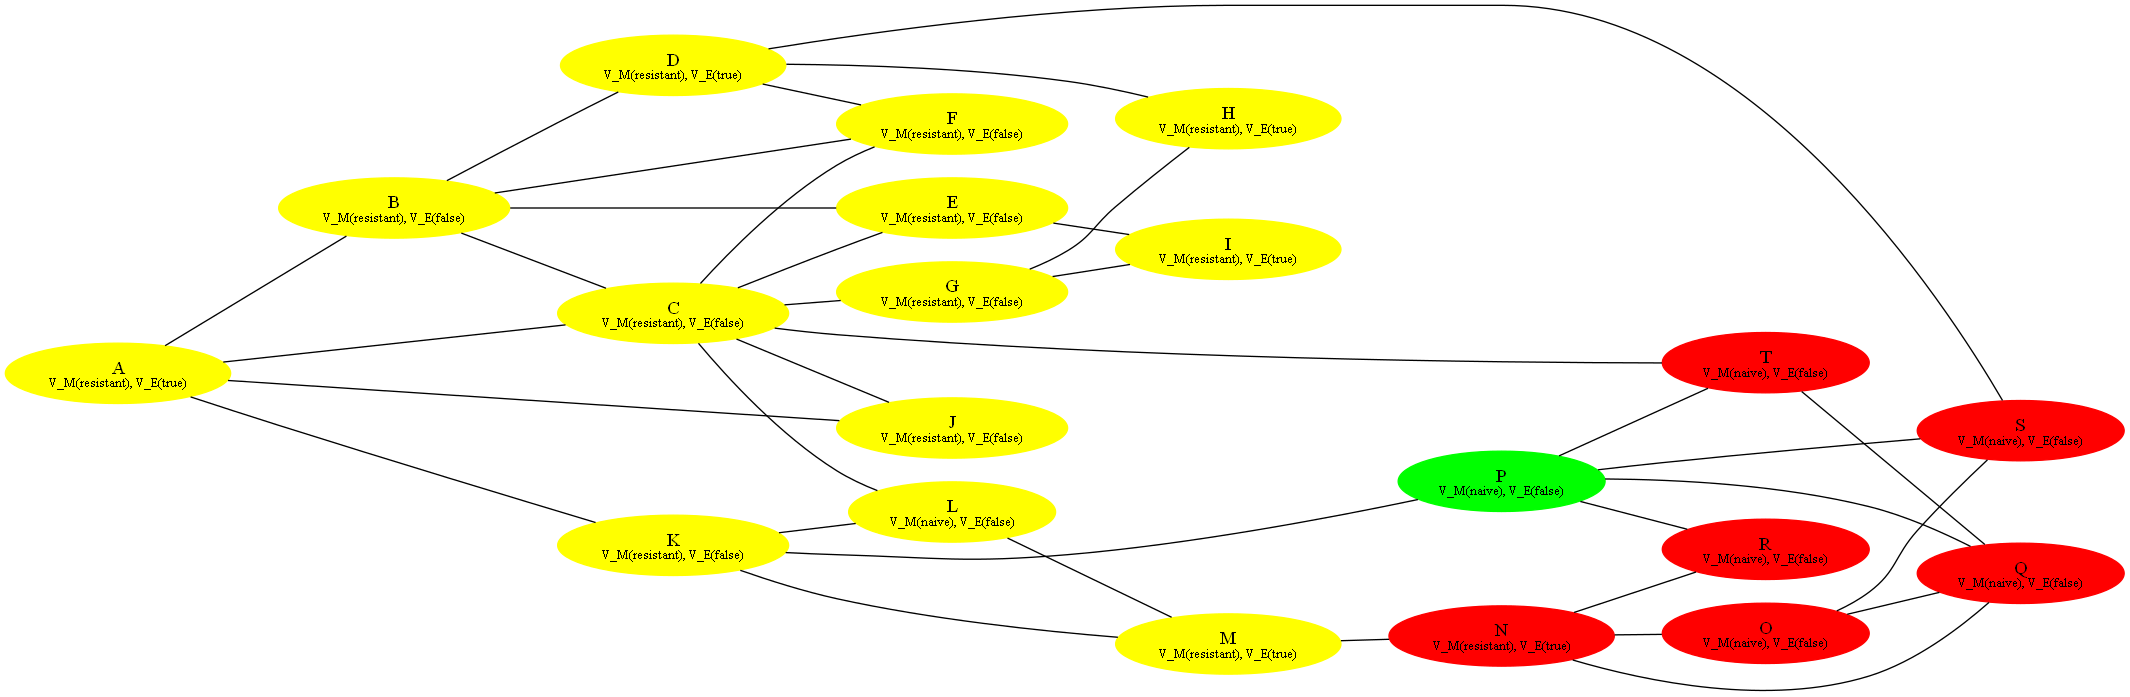 D
V_M(resistant), V_E(true)
F
V_M(resistant), V_E(false)
H
V_M(resistant), V_E(true)
B
V_M(resistant), V_E(false)
E
V_M(resistant), V_E(false)
I
V_M(resistant), V_E(true)
G
V_M(resistant), V_E(false)
C
V_M(resistant), V_E(false)
A
V_M(resistant), V_E(true)
T
V_M(naive), V_E(false)
J
V_M(resistant), V_E(false)
S
V_M(naive), V_E(false)
P
V_M(naive), V_E(false)
L
V_M(naive), V_E(false)
K
V_M(resistant), V_E(false)
R
V_M(naive), V_E(false)
Q
V_M(naive), V_E(false)
M
V_M(resistant), V_E(true)
N
V_M(resistant), V_E(true)
O
V_M(naive), V_E(false)